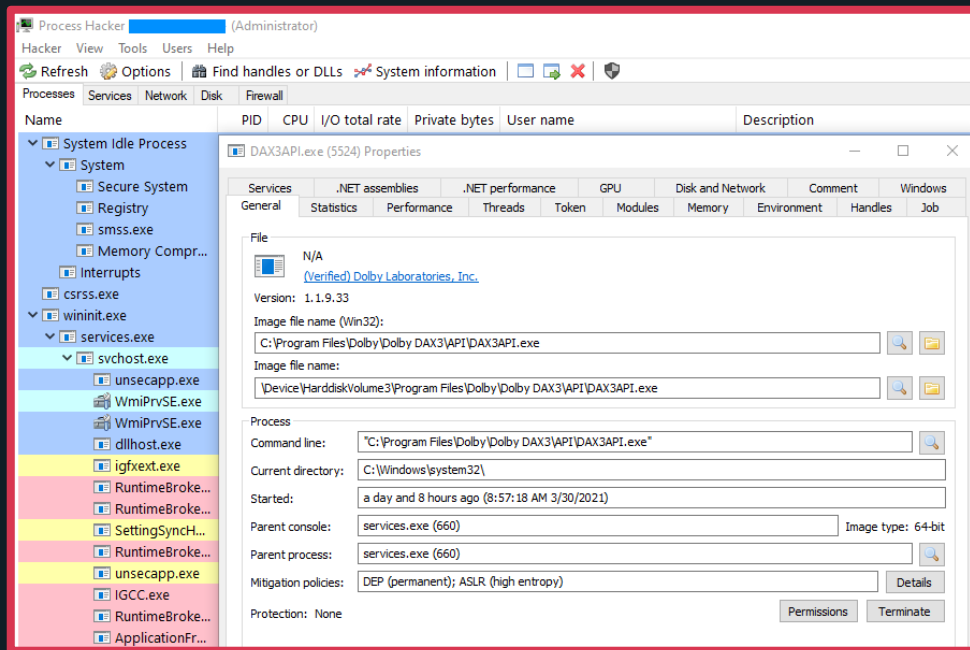 Process Hacker (Administrator)
Hacker View Tools Users Help
Refresh Options Find handles or DLLs System information
Processes Services Network Disk Firewall
Name PID CPU I/O total rate Private bytes User name Description
System Idle Process
System
Secure System
Registry
smss.exe
Memory Compr...
Interrupts
csrss.exe
wininit.exe
services.exe
svchost.exe
unsecapp.exe
WmiPrvSE.exe
WmiPrvSE.exe
dllhost.exe
igfxext.exe
RuntimeBroke...
RuntimeBroke...
SettingSyncH...
RuntimeBroke...
unsecapp.exe
IGCC.exe
RuntimeBroke...
ApplicationFr...
DAX3API.exe (5524) Properties
Services .NET assemblies .NET performance GPU Disk and Network Comment Windows
General Statistics Performance Threads Token Modules Memory Environment Handles Job
File
N/A
(Verified) Dolby Laboratories, Inc.
Version: 1.1.9.33
Image file name (Win32):
C:\Program Files\Dolby\Dolby DAX3\API\DAX3API.exe
Image file name:
\Device\HarddiskVolume3\Program Files\Dolby\Dolby DAX3\API\DAX3API.exe
Process
Command line: "C:\Program Files\Dolby\Dolby DAX3\API\DAX3API.exe"
Current directory: C:\Windows\system32\
Started: a day and 8 hours ago (8:57:18 AM 3/30/2021)
Parent console: services.exe (660) Image type: 64-bit
Parent process: services.exe (660)
Mitigation policies: DEP (permanent); ASLR (high entropy) Details
Protection: None Permissions Terminate